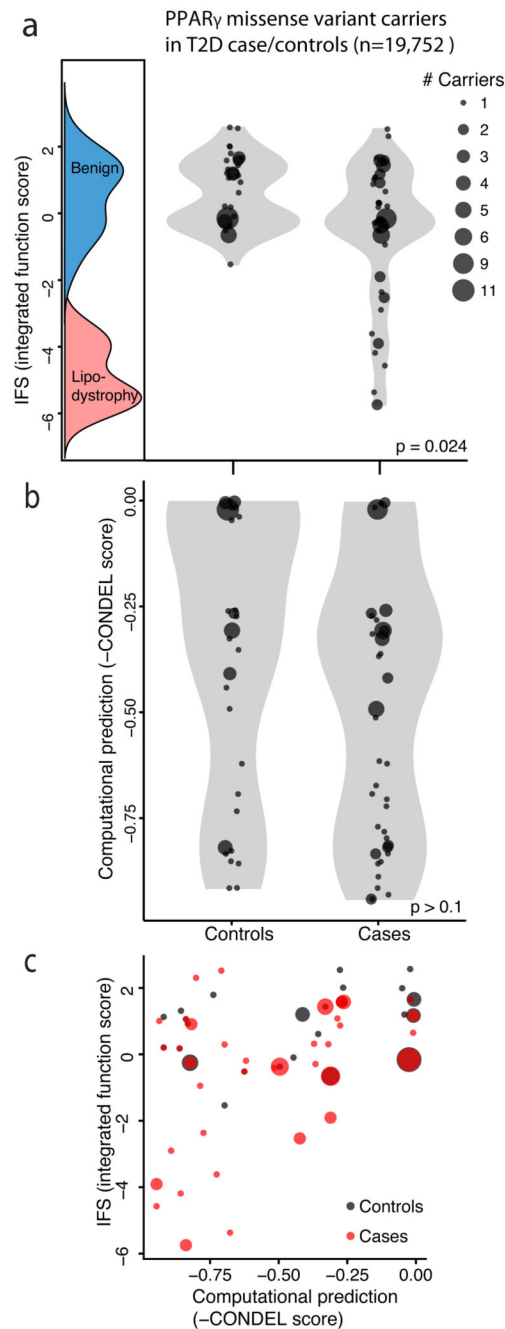 a
PPARγ missense variant carriers
in T2D case/controls (n=19,752 )
IFS (integrated function score)
2
0
−2
−4
−6
Benign
Lipo-
dystrophy
# Carriers
1
2
3
4
5
6
9
11
p = 0.024
b
Computational prediction (−CONDEL score)
0.00
−0.25
−0.50
−0.75
p > 0.1
Controls
Cases
c
IFS (integrated function score)
2
0
−2
−4
−6
Controls
Cases
−0.75
−0.50
−0.25
0.00
Computational prediction
(−CONDEL score)